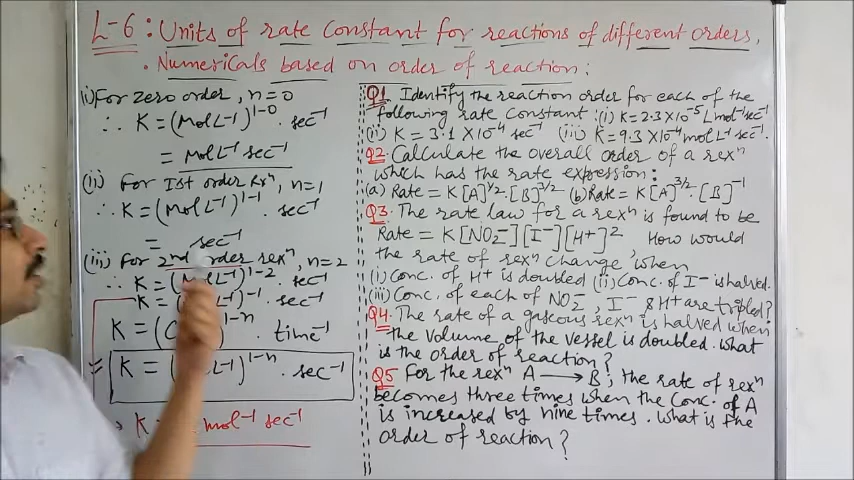 L-6: Units of rate Constant for reactions of different orders,
. Numericals based on order of reaction:
(i) For zero order, n=0
∴ K = (Mol L⁻¹)¹⁻⁰ . sec⁻¹
= Mol L⁻¹ sec⁻¹
(ii) For Ist order Rxⁿ, n=1
∴ K = (Mol L⁻¹)¹⁻¹ . sec⁻¹
= sec⁻¹
(iii) For 2nd order rexⁿ, n=2
∴ K = (Mol L⁻¹)¹⁻² . sec⁻¹
K = ( L⁻¹)⁻¹ . sec⁻¹
K = (C )¹⁻ⁿ . time⁻¹
K = ( L⁻¹)¹⁻ⁿ . sec⁻¹
K = mol⁻¹ sec⁻¹
Q1 Identify the reaction order for each of the
following rate Constant: (i) K = 2.3 X10⁻⁵ L mol⁻¹ sec⁻¹
(ii) K = 3.1 X10⁻⁴ sec⁻¹ (iii) K = 9.3 X10⁻⁴ mol L⁻¹ sec⁻¹.
Q2. Calculate the overall order of a rexⁿ
which has the rate expression:
(a) Rate = K[A]^1/2 . [B]^3/2 (b) Rate = K[A]^3/2 . [B]⁻¹
Q3. The rate law for a rexⁿ is found to be
Rate = K[NO₂⁻][I⁻][H⁺]² How would
the rate of rexⁿ change, when
(i) Conc. of H⁺ is doubled (ii) Conc. of I⁻ is halved.
(iii) Conc. of each of NO₂⁻, I⁻ & H⁺ are tripled?
Q4. The rate of a gaseous rexⁿ is halved when
the volume of the vessel is doubled. what
is the order of reaction?
Q5 For the rexⁿ A ⟶ B; the rate of rexⁿ
becomes three times when the Conc. of A
is increased by nine times. What is the
order of reaction?